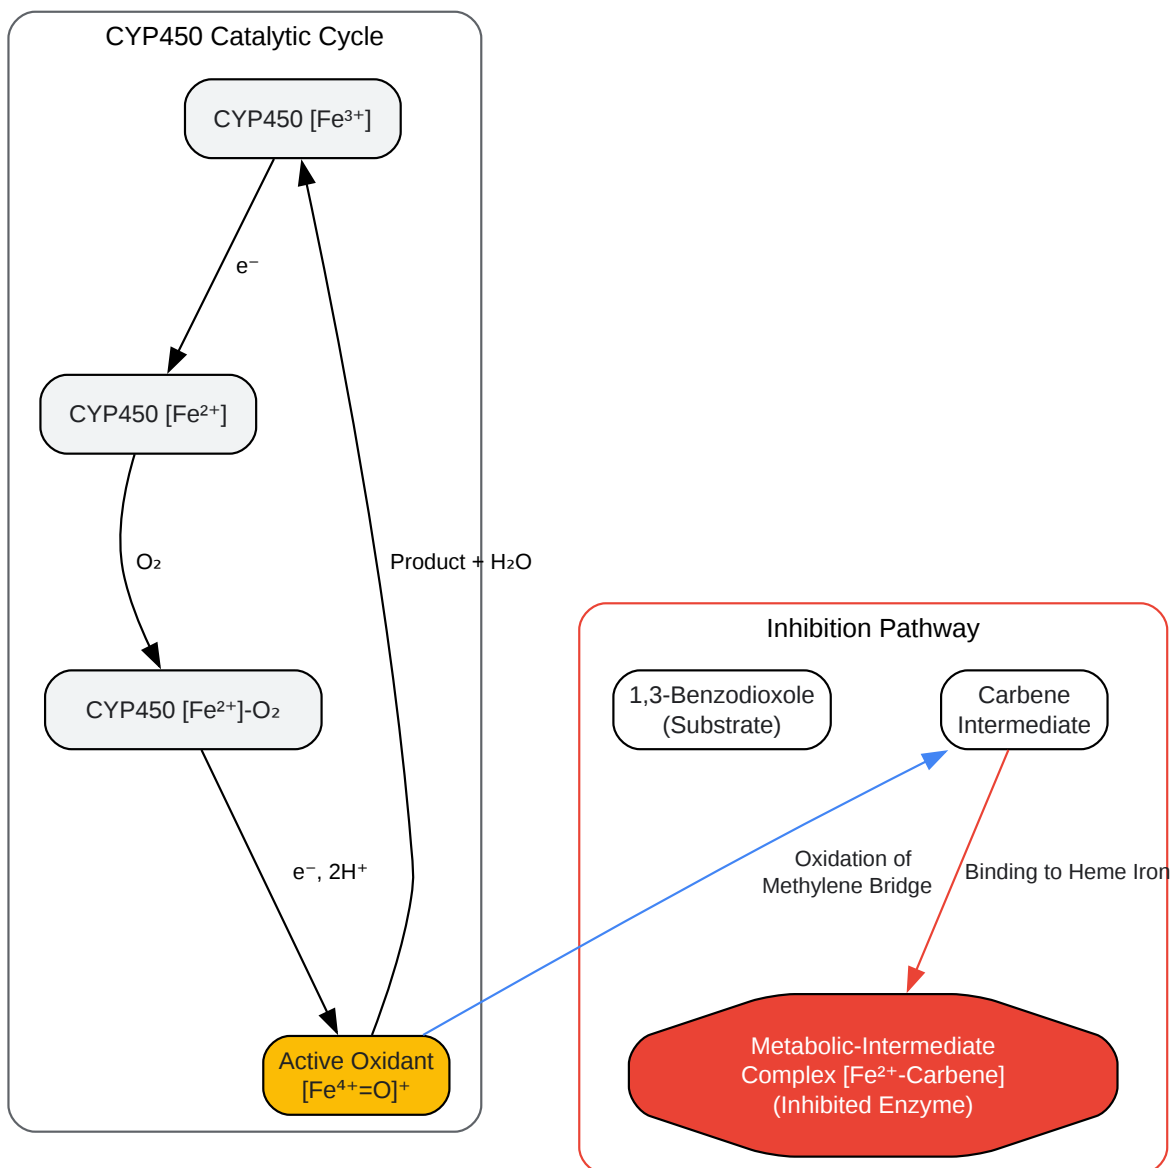 CYP450 Catalytic Cycle
CYP450 [Fe³⁺]
e⁻
CYP450 [Fe²⁺]
O₂
Product + H₂O
CYP450 [Fe²⁺]-O₂
e⁻, 2H⁺
Active Oxidant
[Fe⁴⁺=O]⁺
Inhibition Pathway
1,3-Benzodioxole
(Substrate)
Carbene
Intermediate
Oxidation of
Methylene Bridge
Binding to Heme Iron
Metabolic-Intermediate
Complex [Fe²⁺-Carbene]
(Inhibited Enzyme)